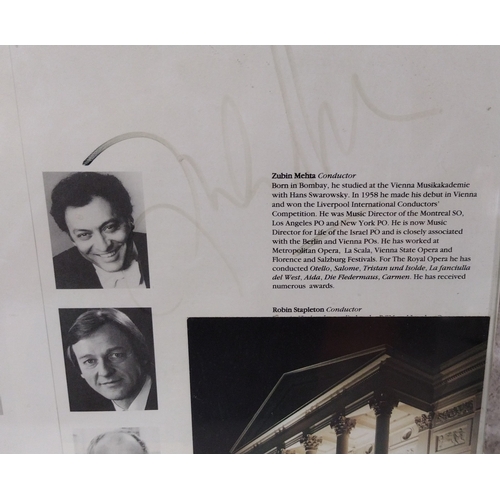 Zubin Mehta Conductor
Born in Bombay, he studied at the Vienna Musikakademie
with Hans Swarowsky. In 1958 he made his debut in Vienna
and won the Liverpool International Conductors'
Competition. He was Music Director of the Montreal SO,
Los Angeles PO and New York PO. He is now Music
Director for Life of the Israel PO and is closely associated
with the Berlin and Vienna POs. He has worked at
Metropolitan Opera, La Scala, Vienna State Opera and
Florence and Salzburg Festivals. For The Royal Opera he has
conducted Otello, Salome, Tristan und Isolde, La fanciulla
del West, Aida, Die Fledermaus, Carmen. He has received
numerous awards.
Robin Stapleton Conductor